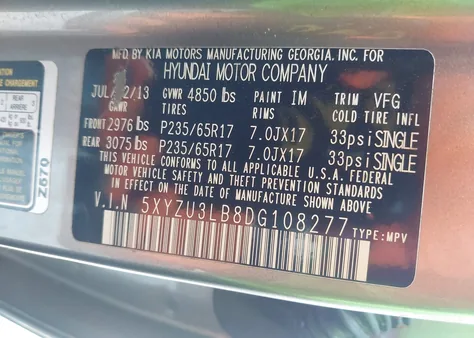 MFD. BY KIA MOTORS MANUFACTURING GEORGIA, INC. FOR
HYUNDAI MOTOR COMPANY
JUL/ 2/13 GVWR 4850 lbs PAINT IM TRIM VFG
GAWR TIRES RIMS COLD TIRE INFL
FRONT 2976 lbs P235/65R17 7.0JX17 33psi SINGLE
REAR 3075 lbs P235/65R17 7.0JX17 33psi SINGLE
THIS VEHICLE CONFORMS TO ALL APPLICABLE U.S.A. FEDERAL
MOTOR VEHICLE SAFETY AND THEFT PREVENTION STANDARDS
IN EFFECT ON THE DATE OF MANUFACTURE SHOWN ABOVE.
V.I.N 5XYZU3LB8DG108277
TYPE:MPV
REAR
ARRIERE
Z670